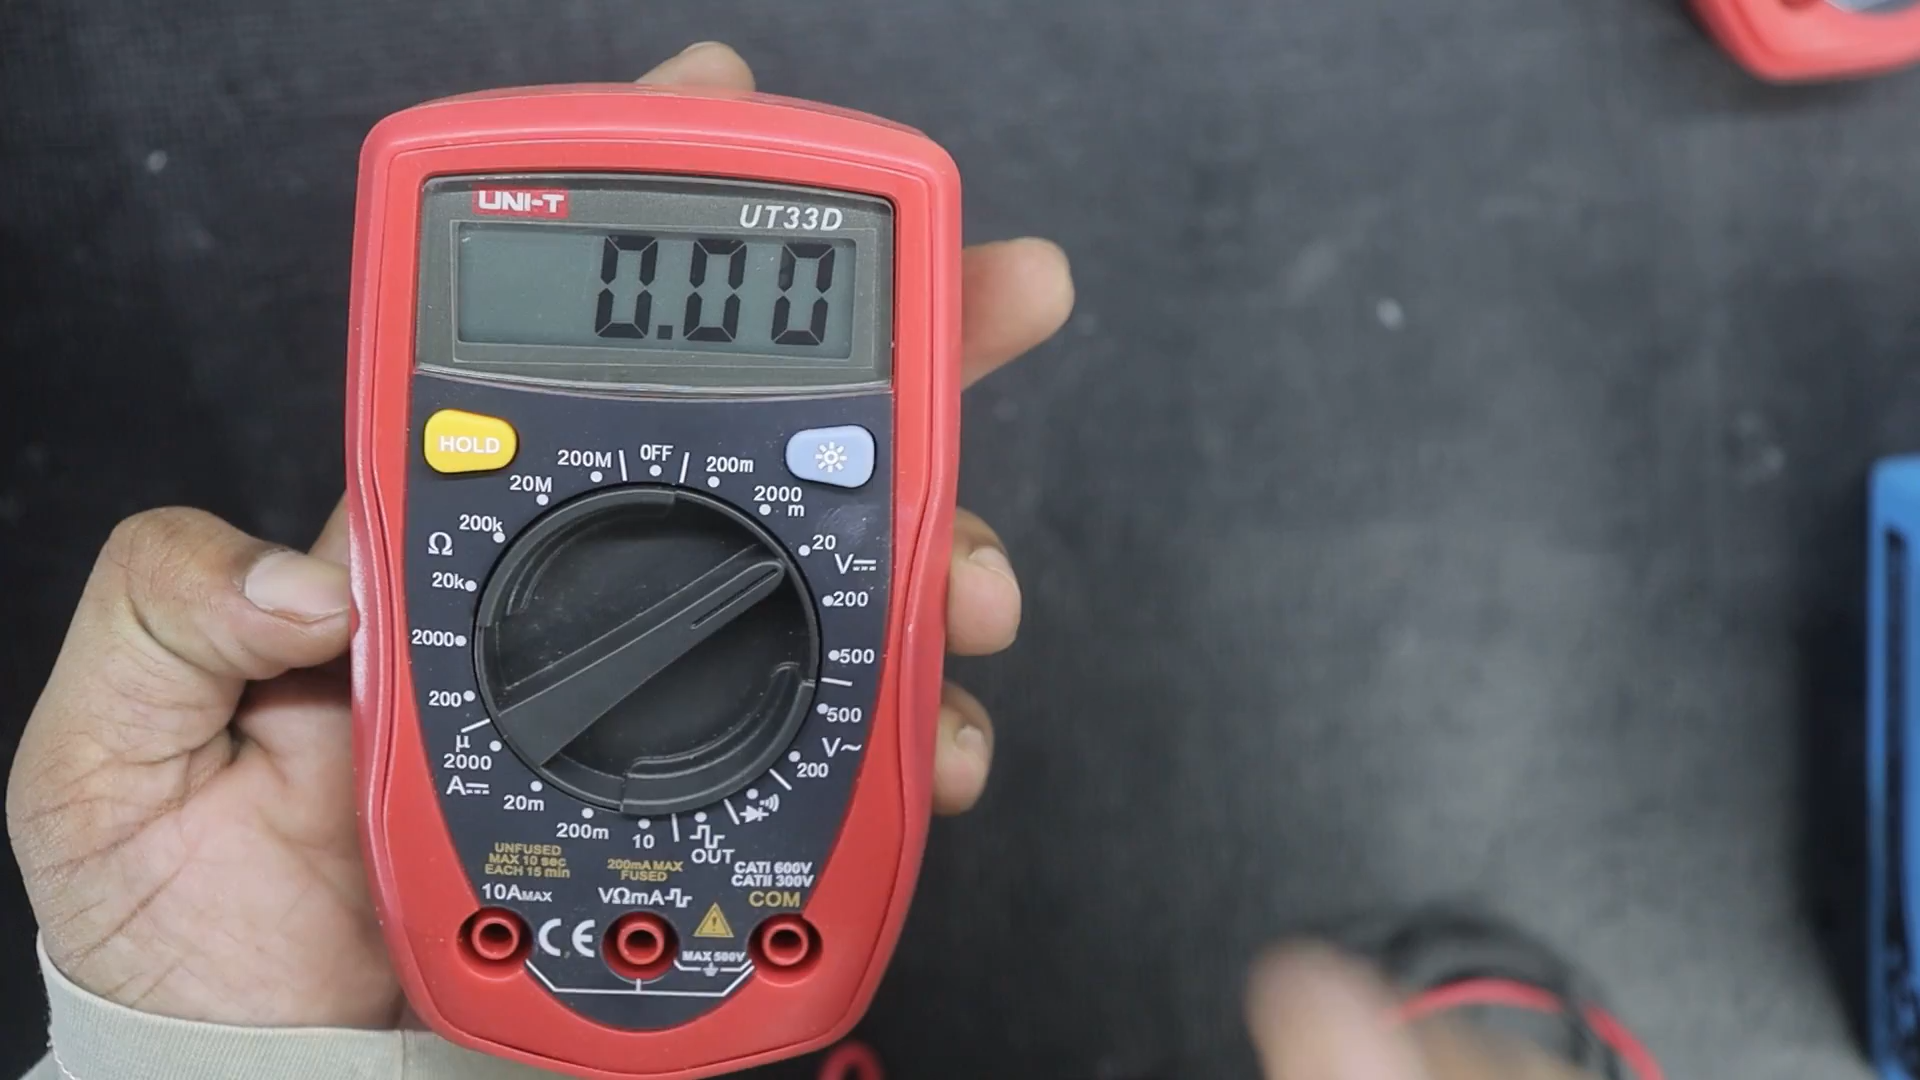 UNI-T
UT33D
0.00
HOLD
200M
OFF
200m
20M
2000
m
200k
Ω
20
V⎓
20k
200
2000
500
200
500
μ
2000
V~
200
A⎓
20m
200m
10
OUT
UNFUSED
MAX 10 sec
EACH 15 min
200mA MAX
FUSED
CATI 600V
CATII 300V
10AMAX
VΩmA
COM
CE
MAX 500V